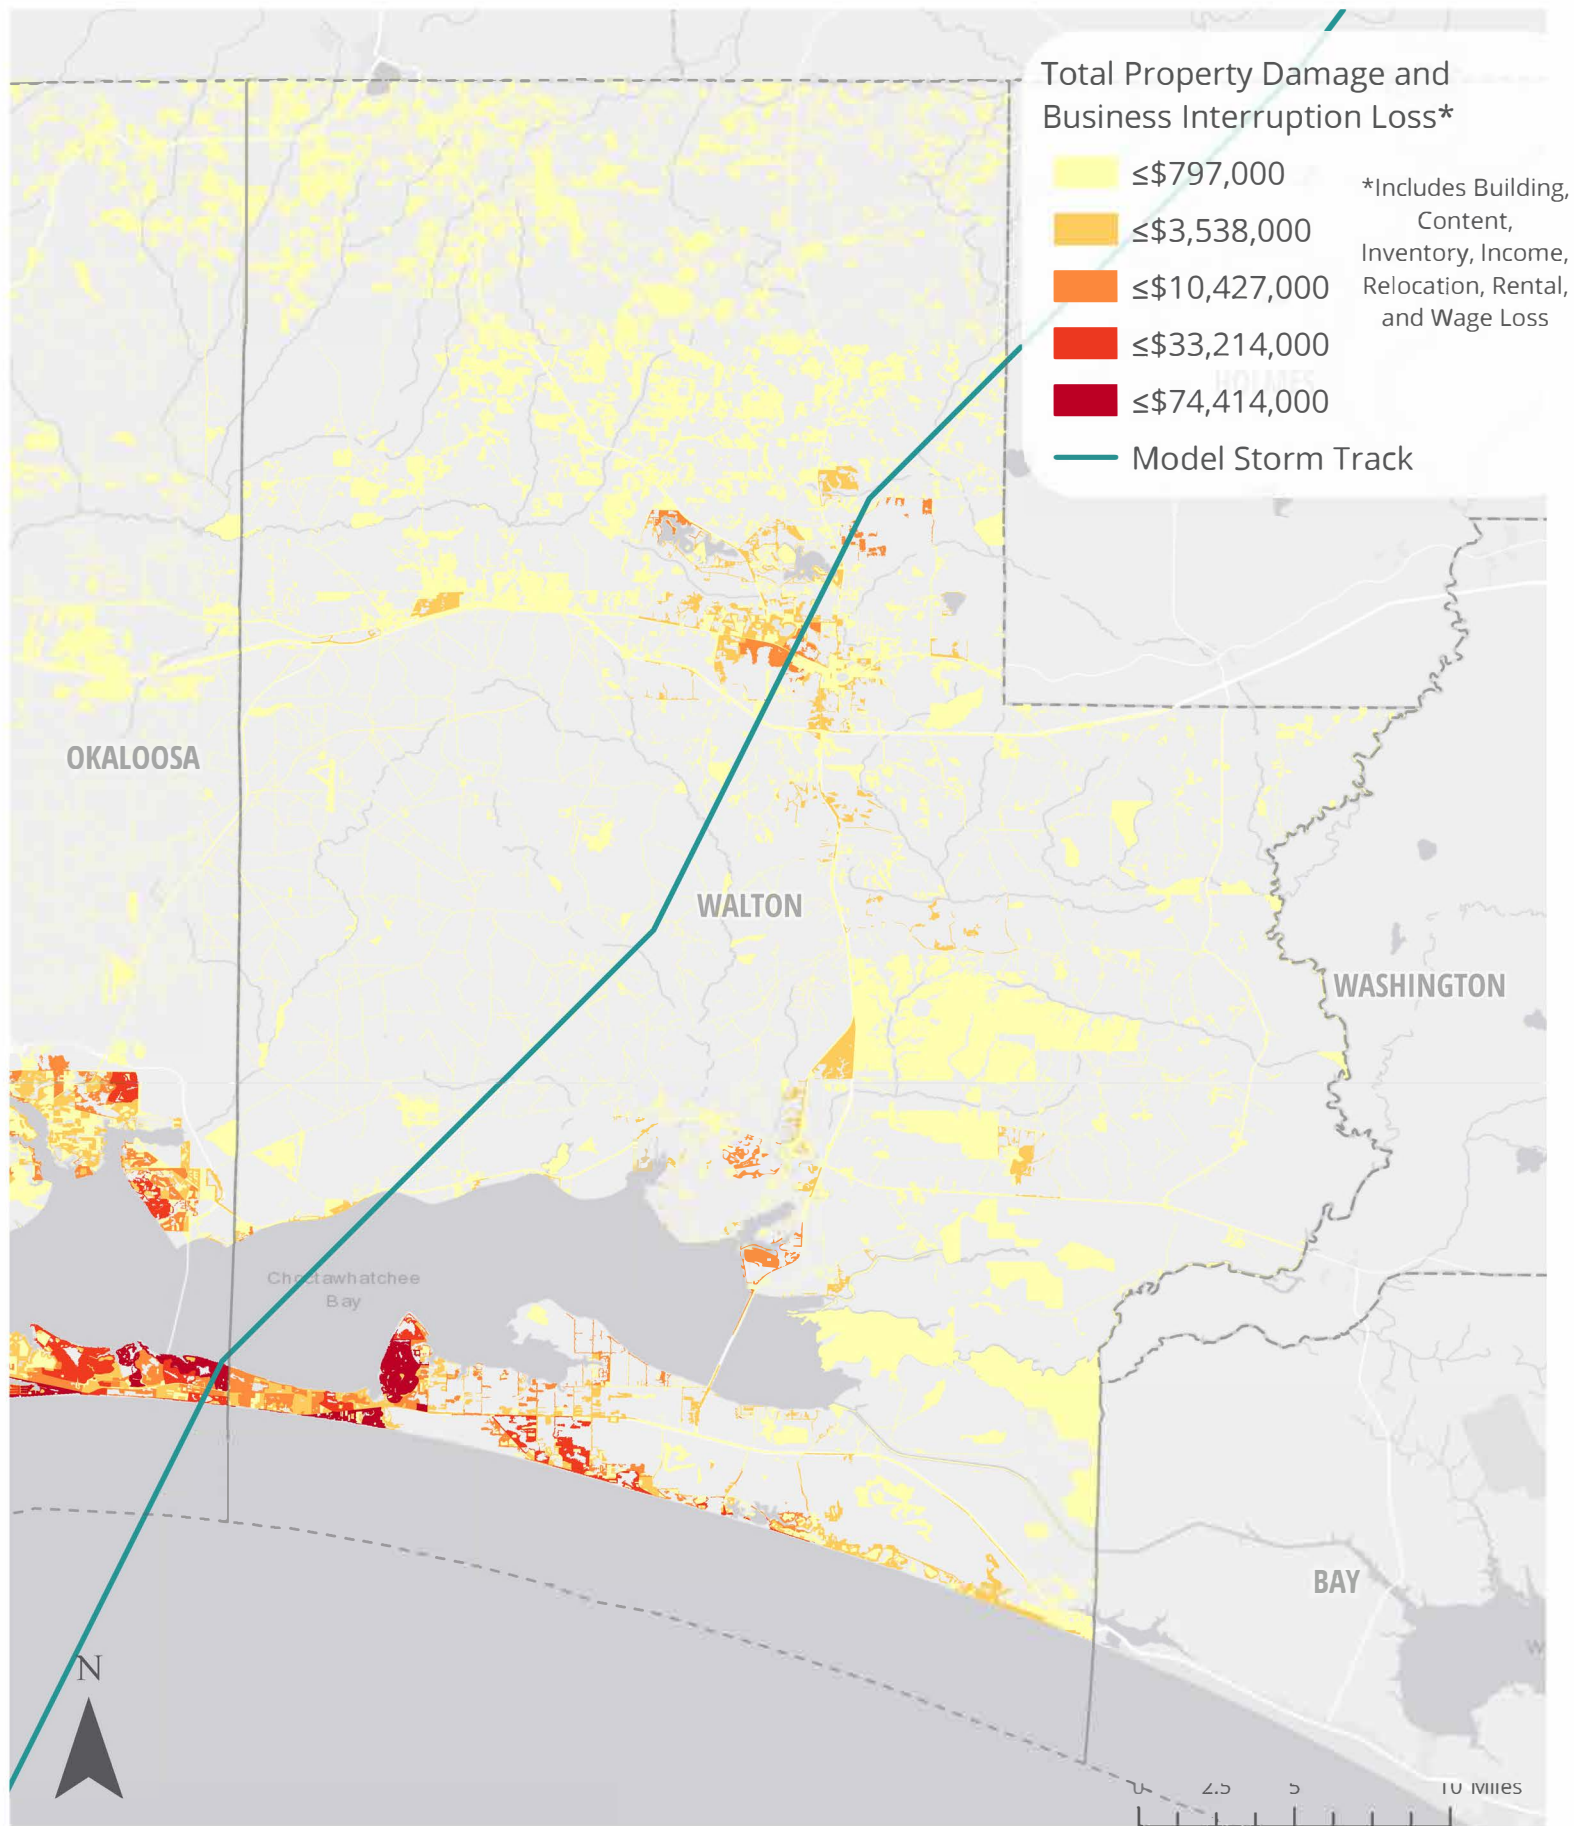 Total Property Damage and
Business Interruption Loss*
≤$797,000
≤$3,538,000
≤$10,427,000
≤$33,214,000
≤$74,414,000
Model Storm Track
*Includes Building,
Content,
Inventory, Income,
Relocation, Rental,
and Wage Loss
HOLMES
OKALOOSA
WALTON
WASHINGTON
Choctawhatchee
Bay
BAY
W
N
0 2.5 5 10 Miles